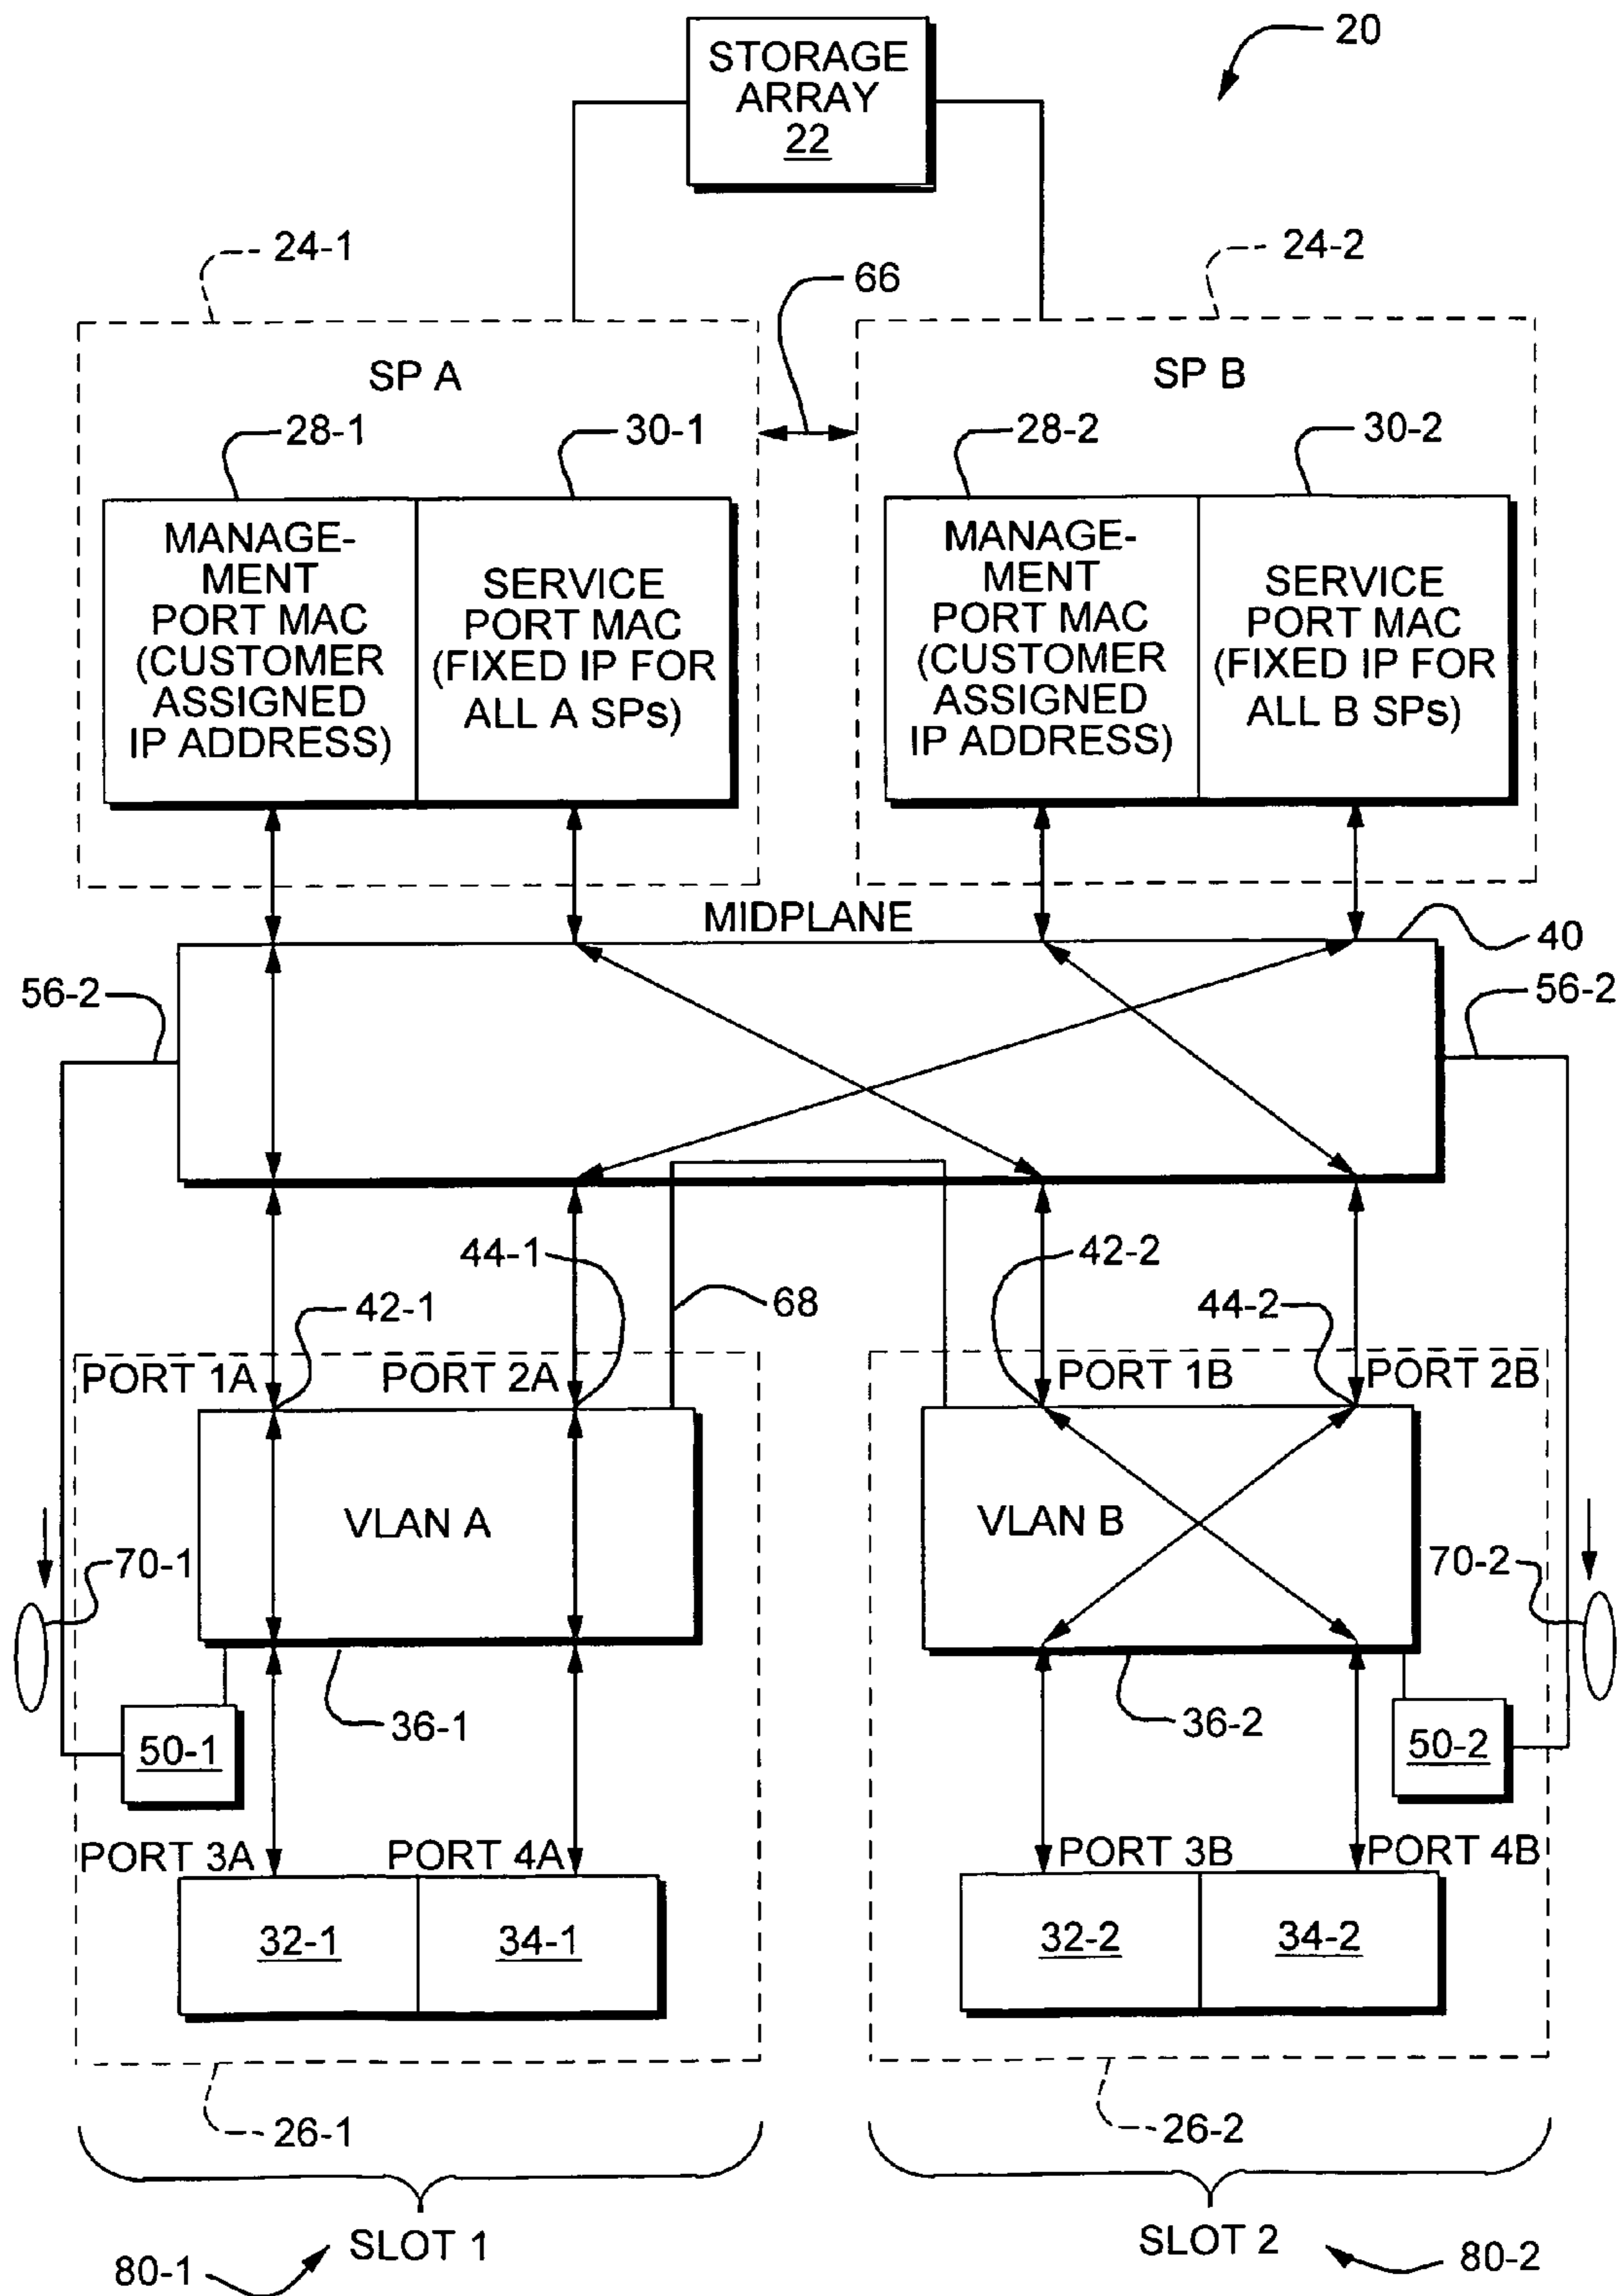 20
STORAGE
ARRAY
22
24-1
66
24-2
SP A
SP B
28-1
30-1
28-2
30-2
MANAGE-
MENT
PORT MAC
(CUSTOMER
ASSIGNED
IP ADDRESS)
SERVICE
PORT MAC
(FIXED IP FOR
ALL A SPs)
MANAGE-
MENT
PORT MAC
(CUSTOMER
ASSIGNED
IP ADDRESS)
SERVICE
PORT MAC
(FIXED IP FOR
ALL B SPs)
MIDPLANE
40
56-2
56-2
44-1
42-2
42-1
68
44-2
PORT 1A
PORT 2A
PORT 1B
PORT 2B
VLAN A
VLAN B
70-1
70-2
36-1
36-2
50-1
50-2
PORT 3A
PORT 4A
PORT 3B
PORT 4B
32-1
34-1
32-2
34-2
26-1
26-2
SLOT 1
SLOT 2
80-1
80-2